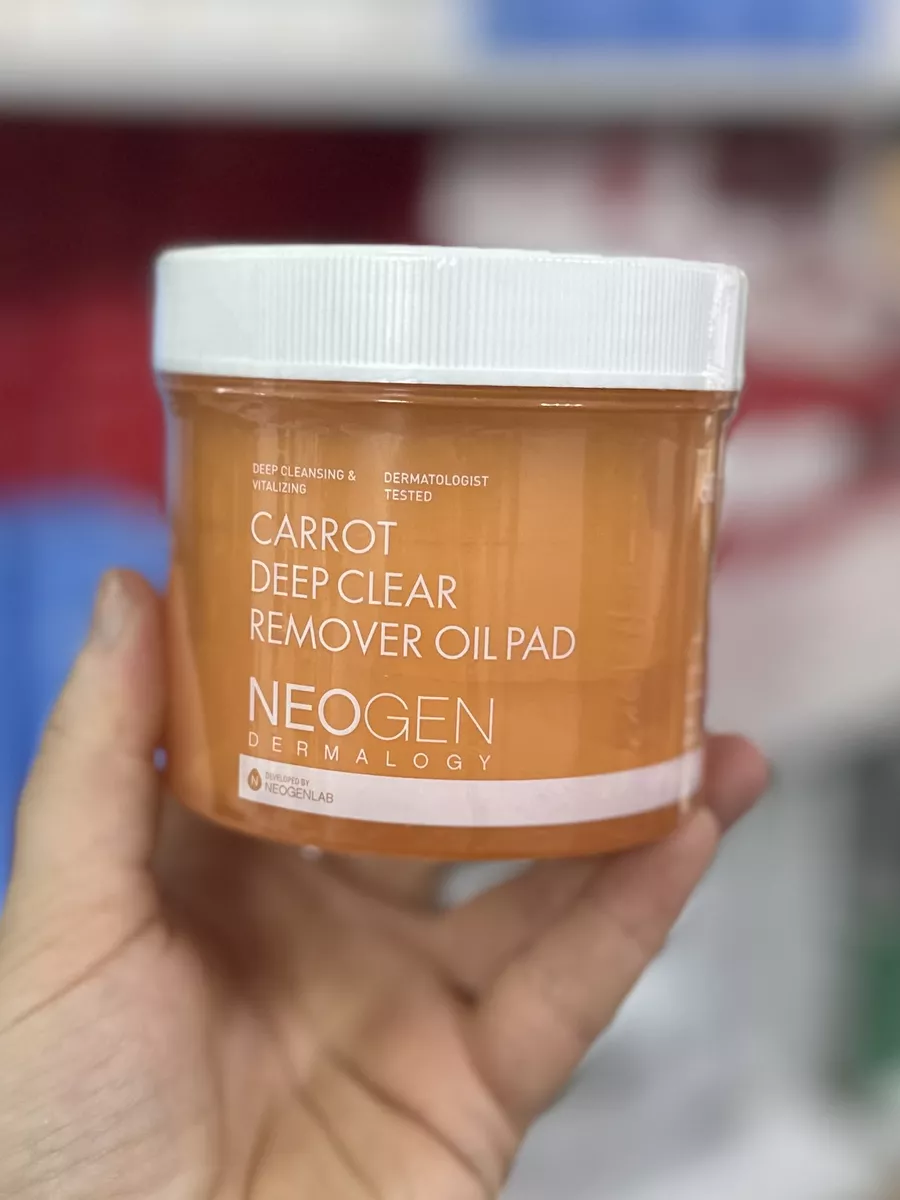 DEEP CLEANSING &
VITALIZING
DERMATOLOGIST
TESTED
CARROT
DEEP CLEAR
REMOVER OIL PAD
NEOGEN
DERMALOGY
N
DEVELOPED BY
NEOGENLAB